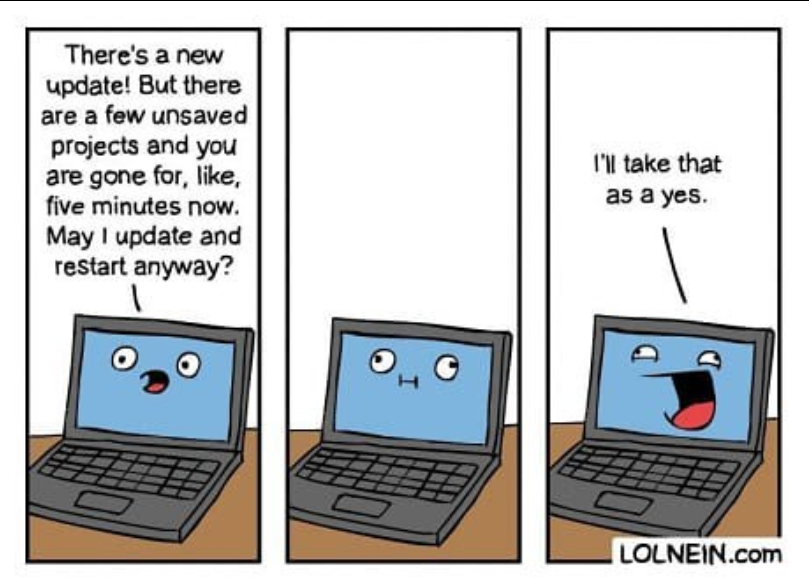 There's a new
update! But there
are a few unsaved
projects and you
are gone for, like,
five minutes now.
May I update and
restart anyway?
I'll take that
as a yes.
LOLNEIN.com